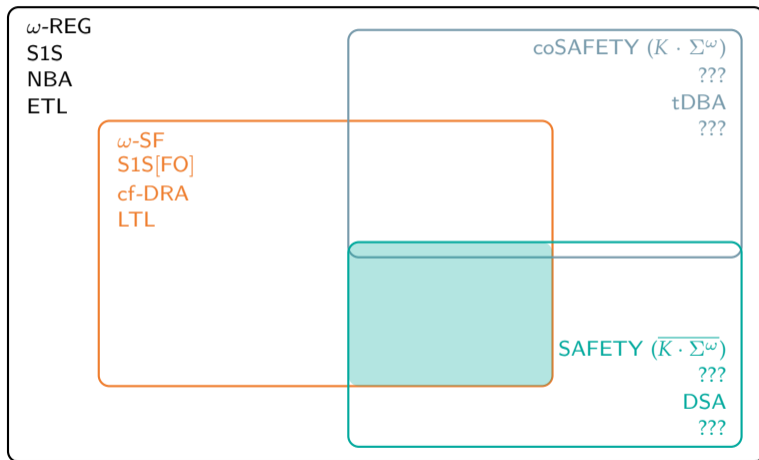 ω-REG
S1S
NBA
ETL
coSAFETY (K · Σ^ω)
???
tDBA
???
ω-SF
S1S[FO]
cf-DRA
LTL
SAFETY (\overline{K · Σ^ω})
???
DSA
???